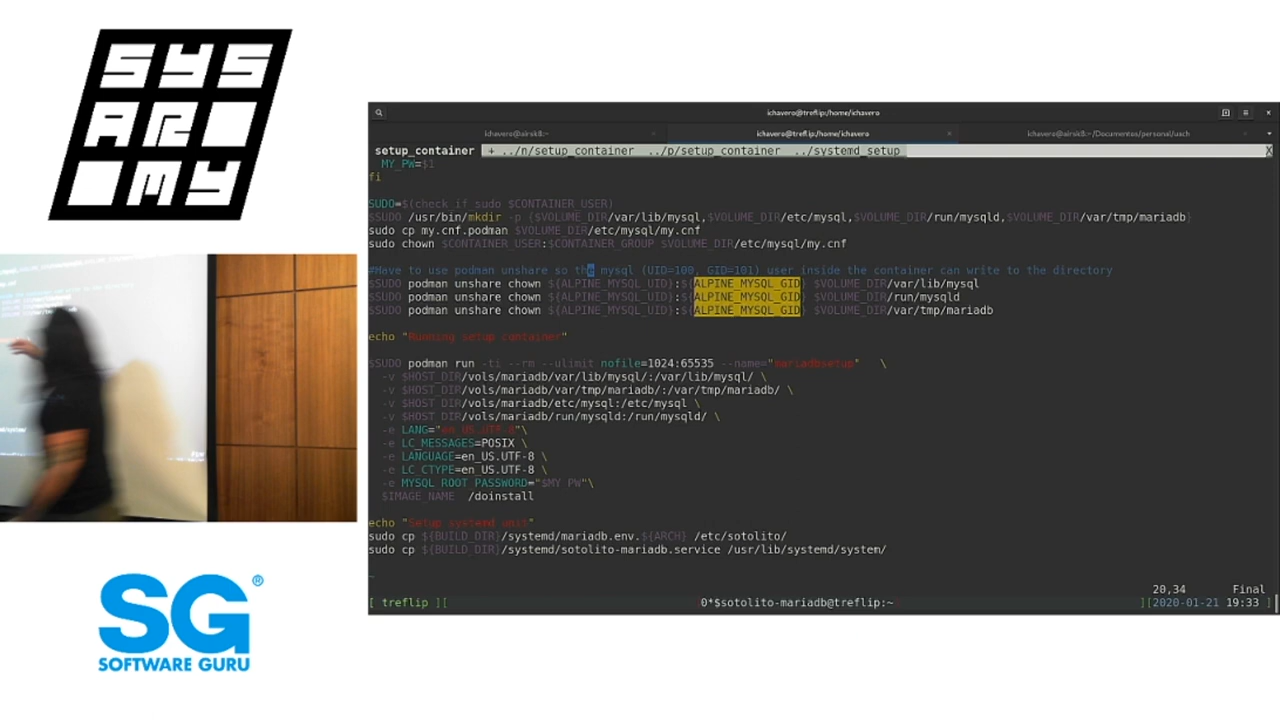 SYS
AR
MY
ichavero@treflip:/home/ichavero
ichavero@airsik8:~
ichavero@treflip:/home/ichavero
ichavero@airsik8:~/Documentos/personal/uach
setup_container + ../n/setup_container ../p/setup_container ../systemd_setup X
MY_PW=$1
fi
SUDO=$(check_if_sudo $CONTAINER_USER)
$SUDO /usr/bin/mkdir -p {$VOLUME_DIR/var/lib/mysql,$VOLUME_DIR/etc/mysql,$VOLUME_DIR/run/mysqld,$VOLUME_DIR/var/tmp/mariadb}
sudo cp my.cnf.podman $VOLUME_DIR/etc/mysql/my.cnf
sudo chown $CONTAINER_USER:$CONTAINER_GROUP $VOLUME_DIR/etc/mysql/my.cnf
#Have to use podman unshare so the mysql (UID=100, GID=101) user inside the container can write to the directory
$SUDO podman unshare chown ${ALPINE_MYSQL_UID}:${ALPINE_MYSQL_GID} $VOLUME_DIR/var/lib/mysql
$SUDO podman unshare chown ${ALPINE_MYSQL_UID}:${ALPINE_MYSQL_GID} $VOLUME_DIR/run/mysqld
$SUDO podman unshare chown ${ALPINE_MYSQL_UID}:${ALPINE_MYSQL_GID} $VOLUME_DIR/var/tmp/mariadb
echo "Running setup container"
$SUDO podman run -ti --rm --ulimit nofile=1024:65535 --name="mariadbsetup" \
-v $HOST_DIR/vols/mariadb/var/lib/mysql/:/var/lib/mysql/ \
-v $HOST_DIR/vols/mariadb/var/tmp/mariadb/:/var/tmp/mariadb/ \
-v $HOST_DIR/vols/mariadb/etc/mysql:/etc/mysql \
-v $HOST_DIR/vols/mariadb/run/mysqld:/run/mysqld/ \
-e LANG="en_US.UTF-8"\
-e LC_MESSAGES=POSIX \
-e LANGUAGE=en_US.UTF-8 \
-e LC_CTYPE=en_US.UTF-8 \
-e MYSQL_ROOT_PASSWORD="$MY_PW"\
$IMAGE_NAME /doinstall
echo "Setup systemd unit"
sudo cp ${BUILD_DIR}/systemd/mariadb.env.${ARCH} /etc/sotolito/
sudo cp ${BUILD_DIR}/systemd/sotolito-mariadb.service /usr/lib/systemd/system/
20,34 Final
[ treflip ][ 0*$sotolito-mariadb@treflip:~ ][2020-01-21 19:33 ]
SG®
SOFTWARE GURU